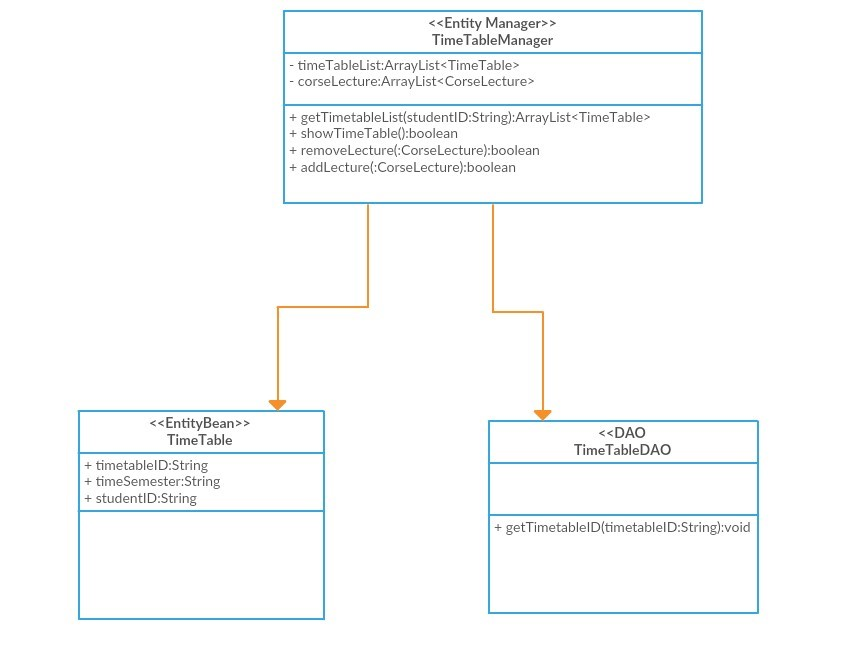 <<Entity Manager>>
TimeTableManager
- timeTableList:ArrayList<TimeTable>
- corseLecture:ArrayList<CorseLecture>
+ getTimetableList(studentID:String):ArrayList<TimeTable>
+ showTimeTable():boolean
+ removeLecture(:CorseLecture):boolean
+ addLecture(:CorseLecture):boolean
<<EntityBean>>
TimeTable
+ timetableID:String
+ timeSemester:String
+ studentID:String
<<DAO
TimeTableDAO
+ getTimetableID(timetableID:String):void